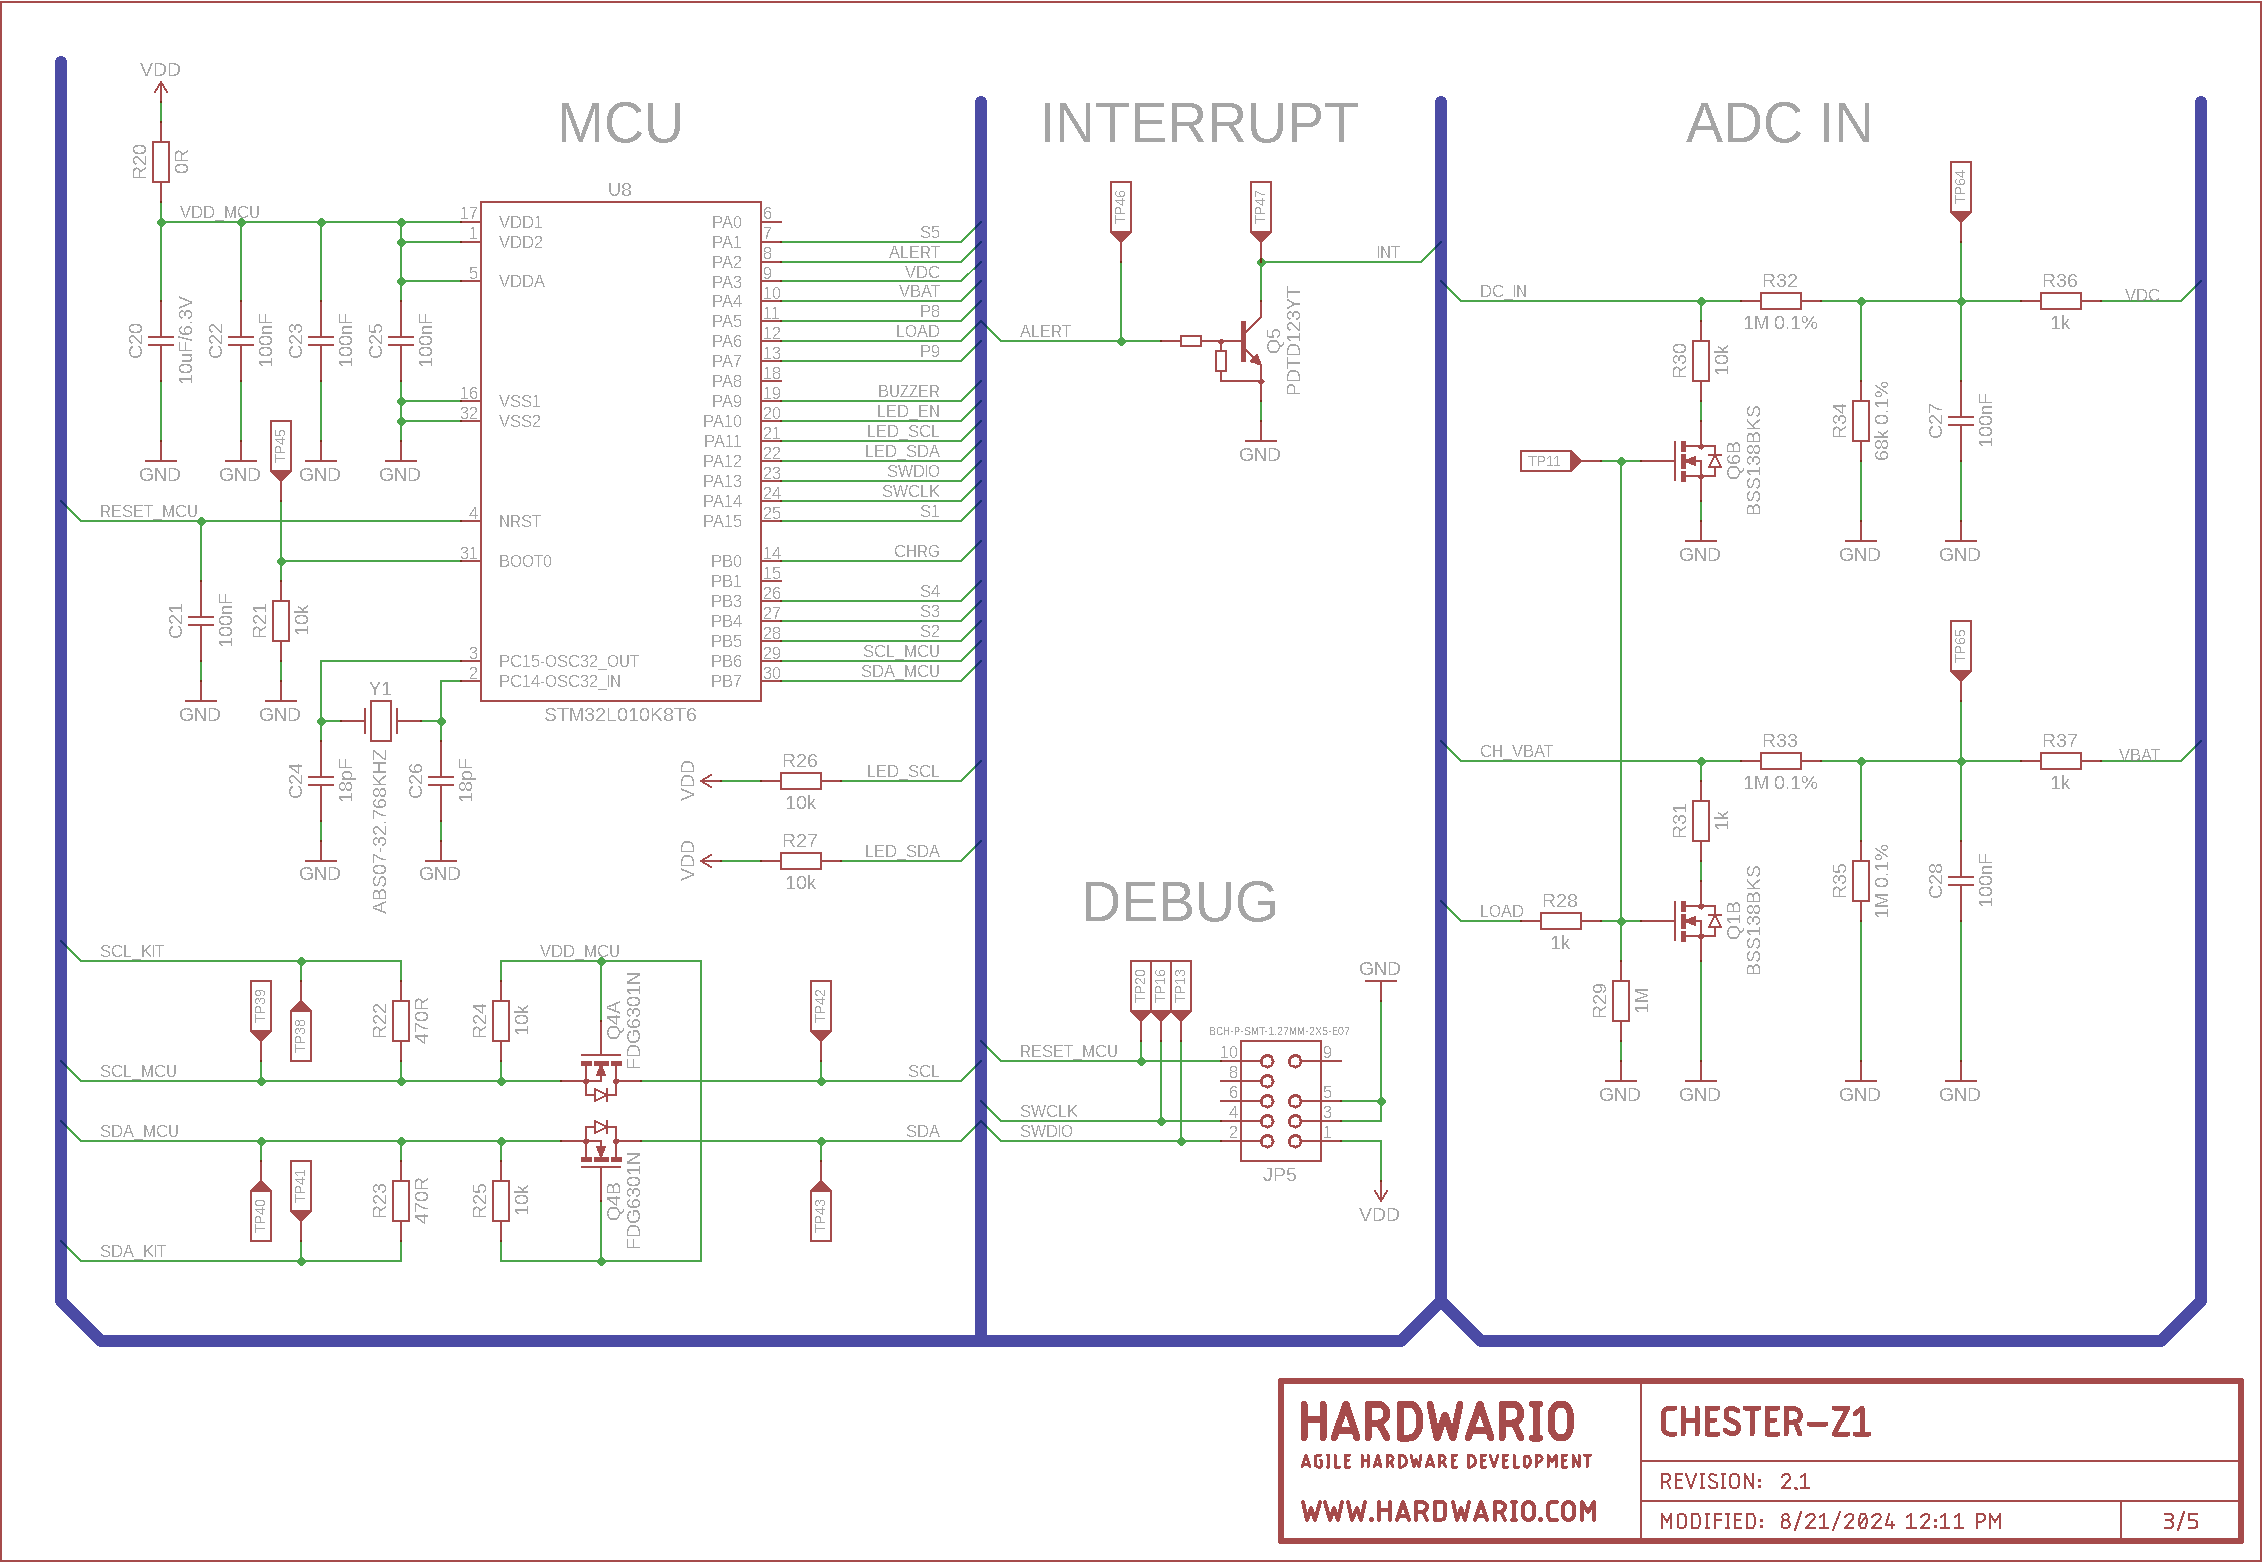 MCU
VDD
R20
0R
VDD_MCU
C20
10uF/6.3V
C22
100nF
C23
100nF
C25
100nF
GND
GND
GND
GND
TP45
RESET_MCU
C21
100nF
R21
10k
GND
GND
U8
17 VDD1
1 VDD2
5 VDDA
16 VSS1
32 VSS2
4 NRST
31 BOOT0
3 PC15-OSC32_OUT
2 PC14-OSC32_IN
PA0 6
PA1 7 S5
PA2 8 ALERT
PA3 9 VDC
PA4 10 VBAT
PA5 11 P8
PA6 12 LOAD
PA7 13 P9
PA8 18
PA9 19 BUZZER
PA10 20 LED_EN
PA11 21 LED_SCL
PA12 22 LED_SDA
PA13 23 SWDIO
PA14 24 SWCLK
PA15 25 S1
PB0 14 CHRG
PB1 15
PB3 26 S4
PB4 27 S3
PB5 28 S2
PB6 29 SCL_MCU
PB7 30 SDA_MCU
STM32L010K8T6
Y1
ABS07-32.768KHZ
C24
18pF
C26
18pF
GND
GND
VDD
R26
10k
LED_SCL
VDD
R27
10k
LED_SDA
SCL_KIT
TP39
TP38
R22
470R
VDD_MCU
R24
10k
Q4A
FDG6301N
TP42
SCL_MCU
SCL
SDA_MCU
SDA
TP40
TP41
R23
470R
R25
10k
Q4B
FDG6301N
TP43
SDA_KIT
INTERRUPT
TP46
TP47
INT
ALERT
Q5
PDTD123YT
GND
DEBUG
TP20
TP16
TP13
GND
BCH-P-SMT-1.27MM-2X5-E07
RESET_MCU
SWCLK
SWDIO
10 9
8
6 5
4 3
2 1
JP5
VDD
ADC IN
TP64
DC_IN
R32
1M 0.1%
R36
1k
VDC
R30
10k
R34
68k 0.1%
C27
100nF
TP11
Q6B
BSS138BKS
GND
GND
GND
TP65
CH_VBAT
R33
1M 0.1%
R37
1k
VBAT
R31
1k
R35
1M 0.1%
C28
100nF
LOAD
R28
1k
Q1B
BSS138BKS
R29
1M
GND
GND
GND
GND
HARDWARIO
AGILE HARDWARE DEVELOPMENT
WWW.HARDWARIO.COM
CHESTER-Z1
REVISION: 2.1
MODIFIED: 8/21/2024 12:11 PM
3/5